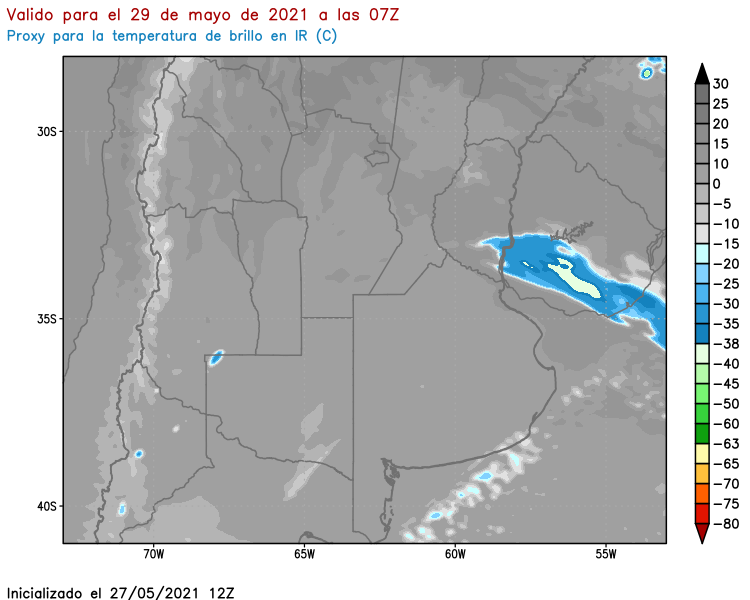 Valido para el 29 de mayo de 2021 a las 07Z
Proxy para la temperatura de brillo en IR (C)
30S
35S
40S
70W
65W
60W
55W
30
25
20
15
10
0
−5
−10
−15
−20
−25
−30
−35
−38
−40
−45
−50
−60
−63
−65
−70
−75
−80
Inicializado el 27/05/2021 12Z